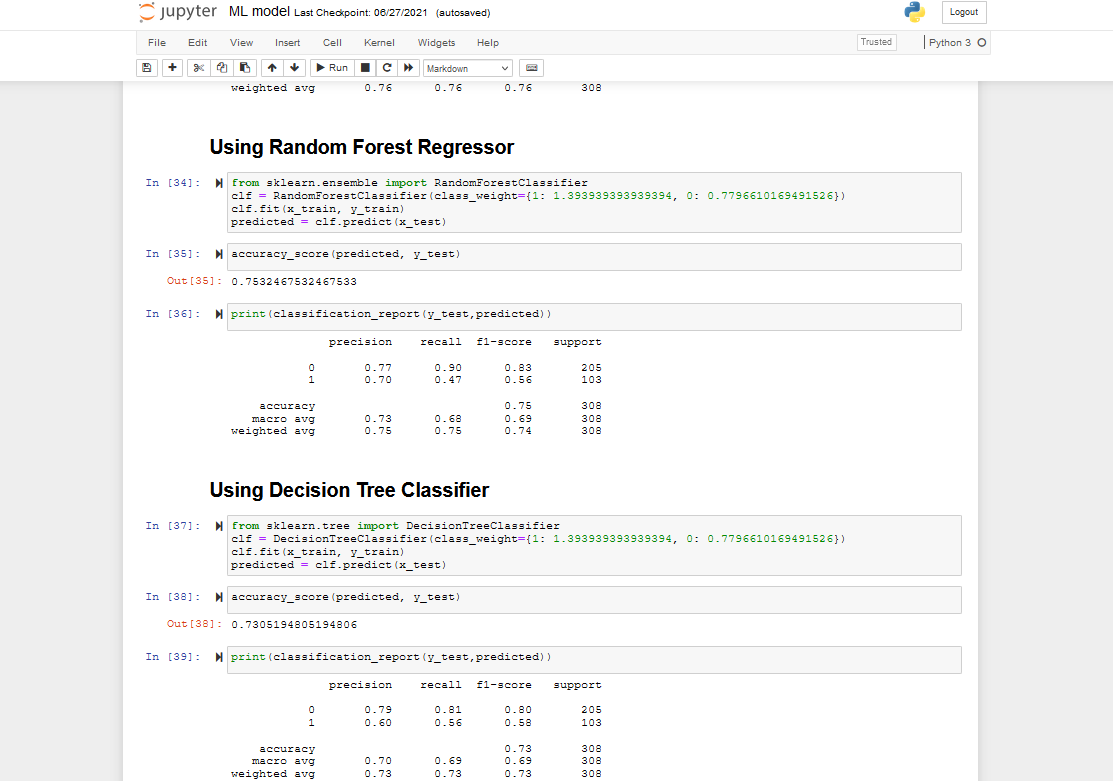 jupyter ML model Last Checkpoint: 06/27/2021 (autosaved) Logout
File Edit View Insert Cell Kernel Widgets Help Trusted Python 3
Run Markdown
weighted avg 0.76 0.76 0.76 308
Using Random Forest Regressor
In [34]: from sklearn.ensemble import RandomForestClassifier
clf = RandomForestClassifier(class_weight={1: 1.393939393939394, 0: 0.7796610169491526})
clf.fit(x_train, y_train)
predicted = clf.predict(x_test)
In [35]: accuracy_score(predicted, y_test)
Out[35]: 0.7532467532467533
In [36]: print(classification_report(y_test,predicted))
precision recall f1-score support
0 0.77 0.90 0.83 205
1 0.70 0.47 0.56 103
accuracy 0.75 308
macro avg 0.73 0.68 0.69 308
weighted avg 0.75 0.75 0.74 308
Using Decision Tree Classifier
In [37]: from sklearn.tree import DecisionTreeClassifier
clf = DecisionTreeClassifier(class_weight={1: 1.393939393939394, 0: 0.7796610169491526})
clf.fit(x_train, y_train)
predicted = clf.predict(x_test)
In [38]: accuracy_score(predicted, y_test)
Out[38]: 0.7305194805194806
In [39]: print(classification_report(y_test,predicted))
precision recall f1-score support
0 0.79 0.81 0.80 205
1 0.60 0.56 0.58 103
accuracy 0.73 308
macro avg 0.70 0.69 0.69 308
weighted avg 0.73 0.73 0.73 308